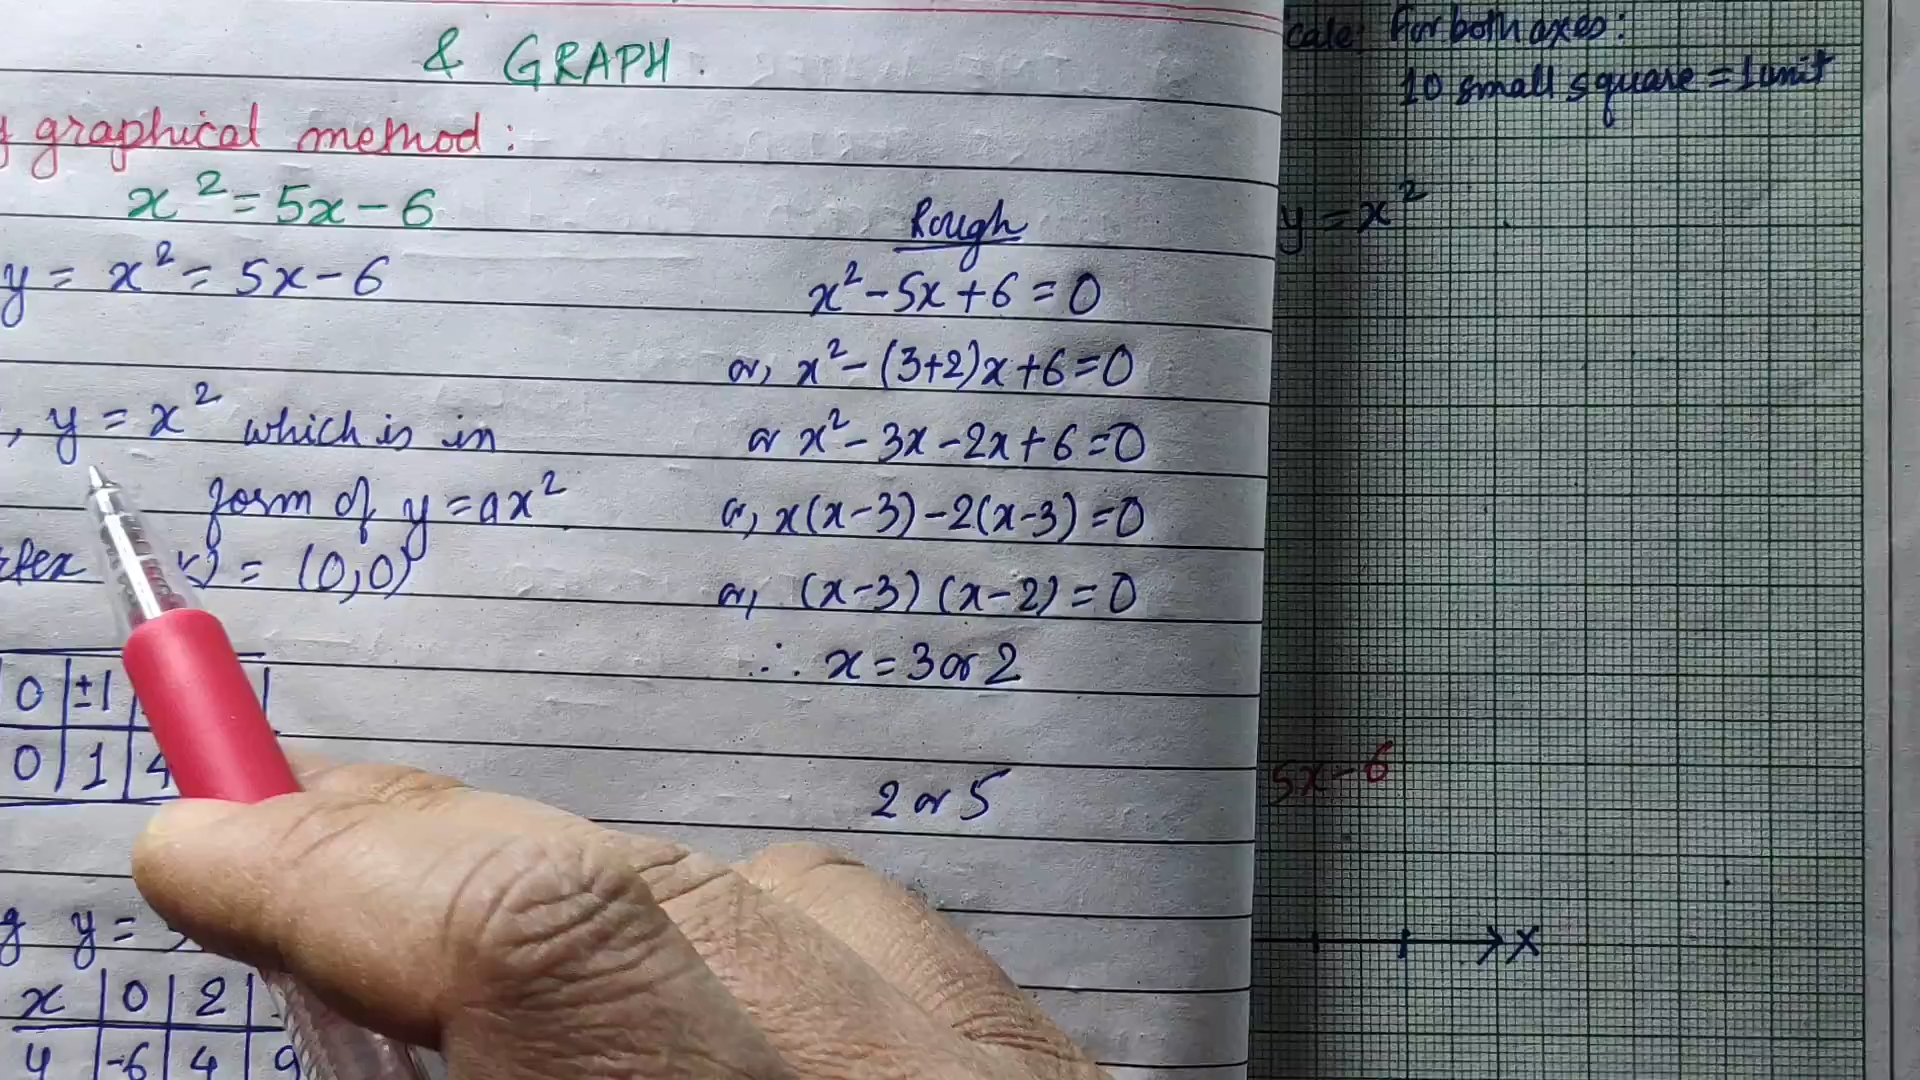 & GRAPH.
graphical method:
x² = 5x - 6
y = x² = 5x - 6
, y = x² which is in
form of y = ax²
= (0,0)
0 | ±1
0 | 1 | 4
y =
x | 0 | 2
y | -6 | 4 | 9
Rough
x² - 5x + 6 = 0
or, x² - (3+2)x + 6 = 0
or x² - 3x - 2x + 6 = 0
or, x(x-3) - 2(x-3) = 0
or, (x-3) (x-2) = 0
∴ x = 3 or 2
2 or 5
cale: For both axes:
10 small square = 1 unit
y = x²
5x - 6
X